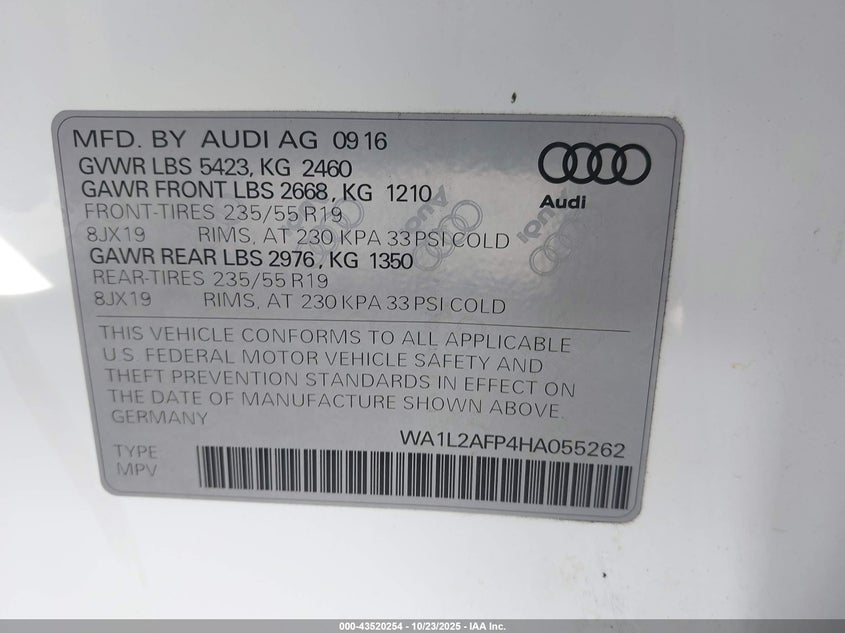 MFD. BY AUDI AG 09 16
GVWR LBS 5423, KG 2460
GAWR FRONT LBS 2668, KG 1210
FRONT-TIRES 235/55 R19
8JX19 RIMS, AT 230 KPA 33 PSI COLD
GAWR REAR LBS 2976, KG 1350
REAR-TIRES 235/55 R19
8JX19 RIMS, AT 230 KPA 33 PSI COLD
Audi
Audi
Audi
Audi
THIS VEHICLE CONFORMS TO ALL APPLICABLE
U.S. FEDERAL MOTOR VEHICLE SAFETY AND
THEFT PREVENTION STANDARDS IN EFFECT ON
THE DATE OF MANUFACTURE SHOWN ABOVE.
GERMANY
WA1L2AFP4HA055262
TYPE
MPV
000-43520254 - 10/23/2025 - IAA Inc.